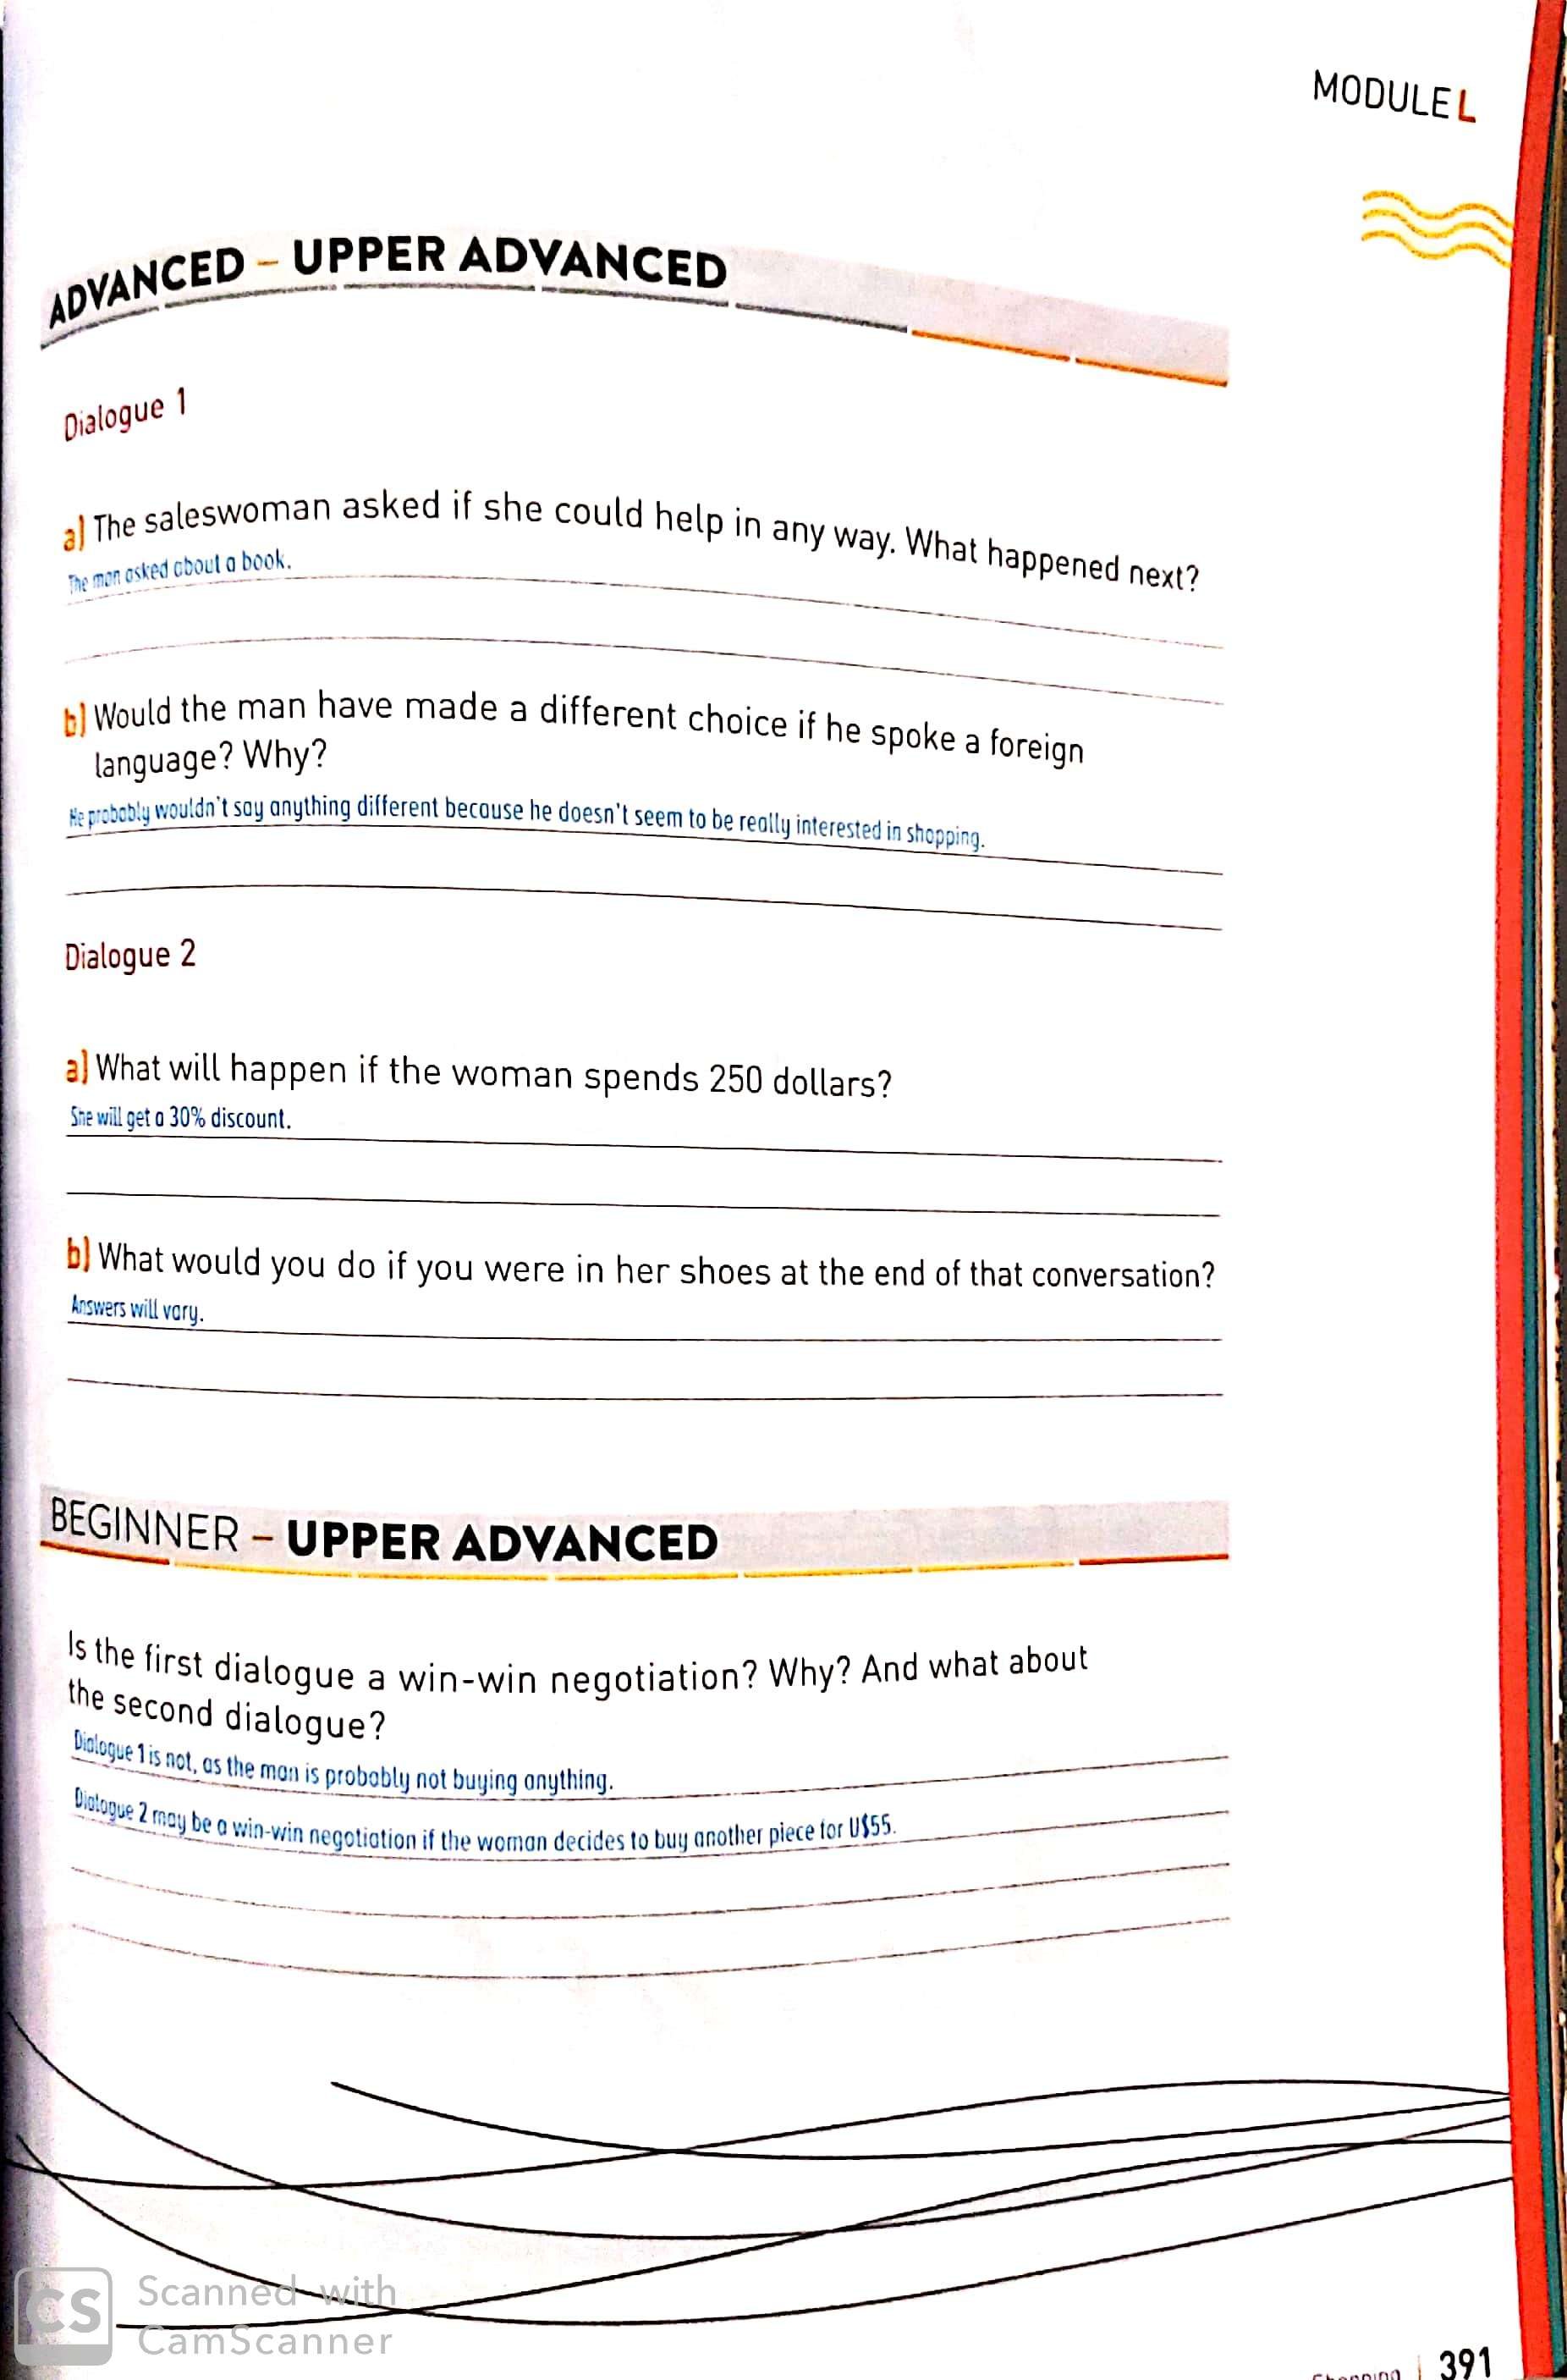 MODULE L
ADVANCED – UPPER ADVANCED
Dialogue 1
a) The saleswoman asked if she could help in any way. What happened next?
The man asked about a book.
b) Would the man have made a different choice if he spoke a foreign
language? Why?
He probably wouldn't say anything different because he doesn't seem to be really interested in shopping.
Dialogue 2
a) What will happen if the woman spends 250 dollars?
She will get a 30% discount.
b) What would you do if you were in her shoes at the end of that conversation?
Answers will vary.
BEGINNER – UPPER ADVANCED
Is the first dialogue a win-win negotiation? Why? And what about
the second dialogue?
Dialogue 1 is not, as the man is probably not buying anything.
Dialogue 2 may be a win-win negotiation if the woman decides to buy another piece for U$55.
CS Scanned with
CamScanner
391